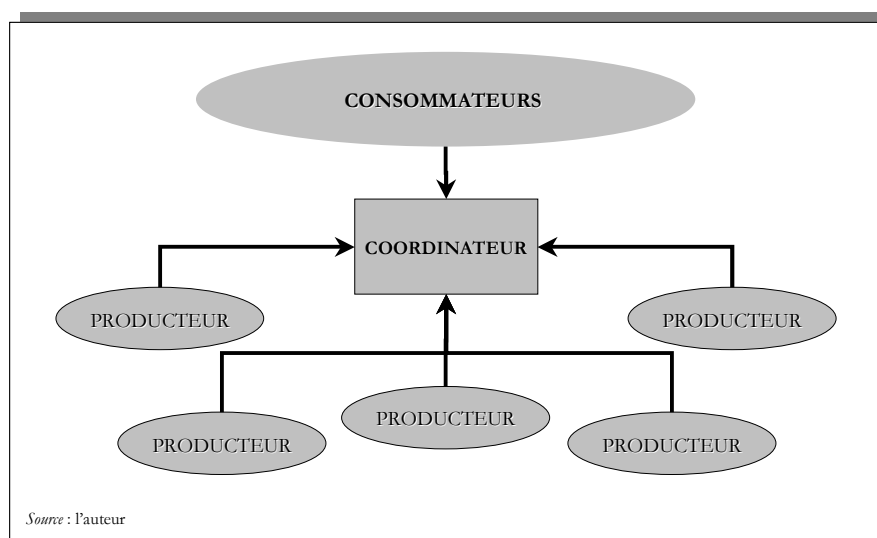 CONSOMMATEURS
COORDINATEUR
PRODUCTEUR
PRODUCTEUR
PRODUCTEUR
PRODUCTEUR
PRODUCTEUR
Source : l'auteur